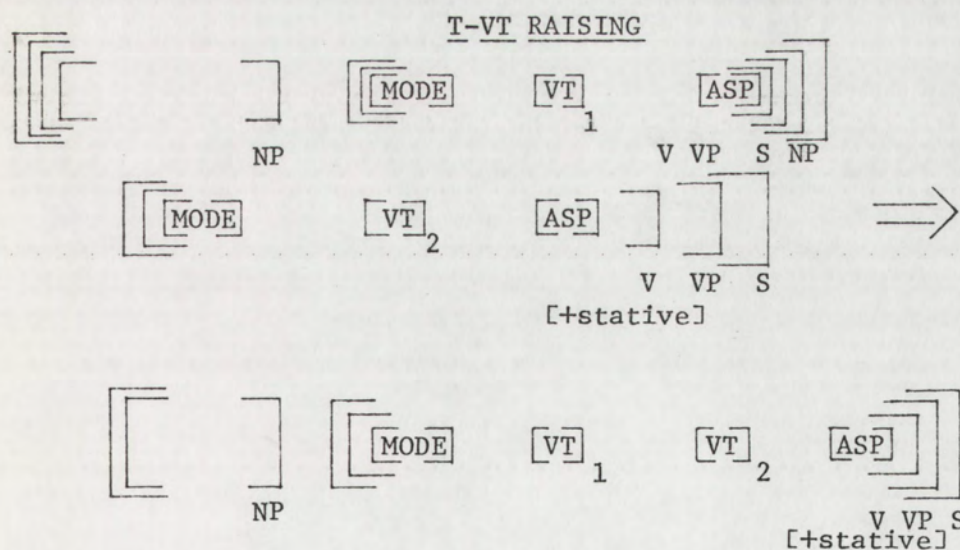 T-VT RAISING
MODE VT ASP
1
NP V VP S NP
MODE VT ASP
2
V VP S
[+stative]
MODE VT VT ASP
1 2
NP V VP S
[+stative]